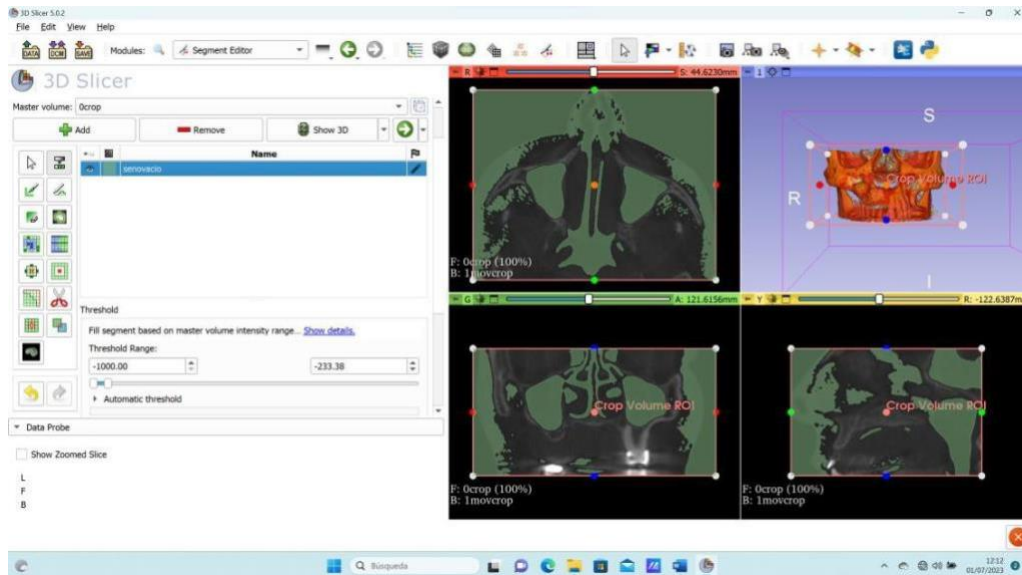 3D Slicer 5.0.2
File Edit View Help
DATA DCM SAVE Modules: Segment Editor
3D Slicer
Master volume: 0crop
Add Remove Show 3D
Name
senovacio
Threshold
Fill segment based on master volume intensity range... Show details.
Threshold Range:
-1000.00 -233.38
Automatic threshold
Data Probe
Show Zoomed Slice
L
F
B
R S: 44.6230mm
F: 0crop (100%)
B: 1movcrop
1
S
R
Crop Volume ROI
I
G A: 121.6156mm
Crop Volume ROI
F: 0crop (100%)
B: 1movcrop
Y R: -122.6387m
Crop Volume ROI
F: 0crop (100%)
B: 1movcrop
Búsqueda
12:12
01/07/2023